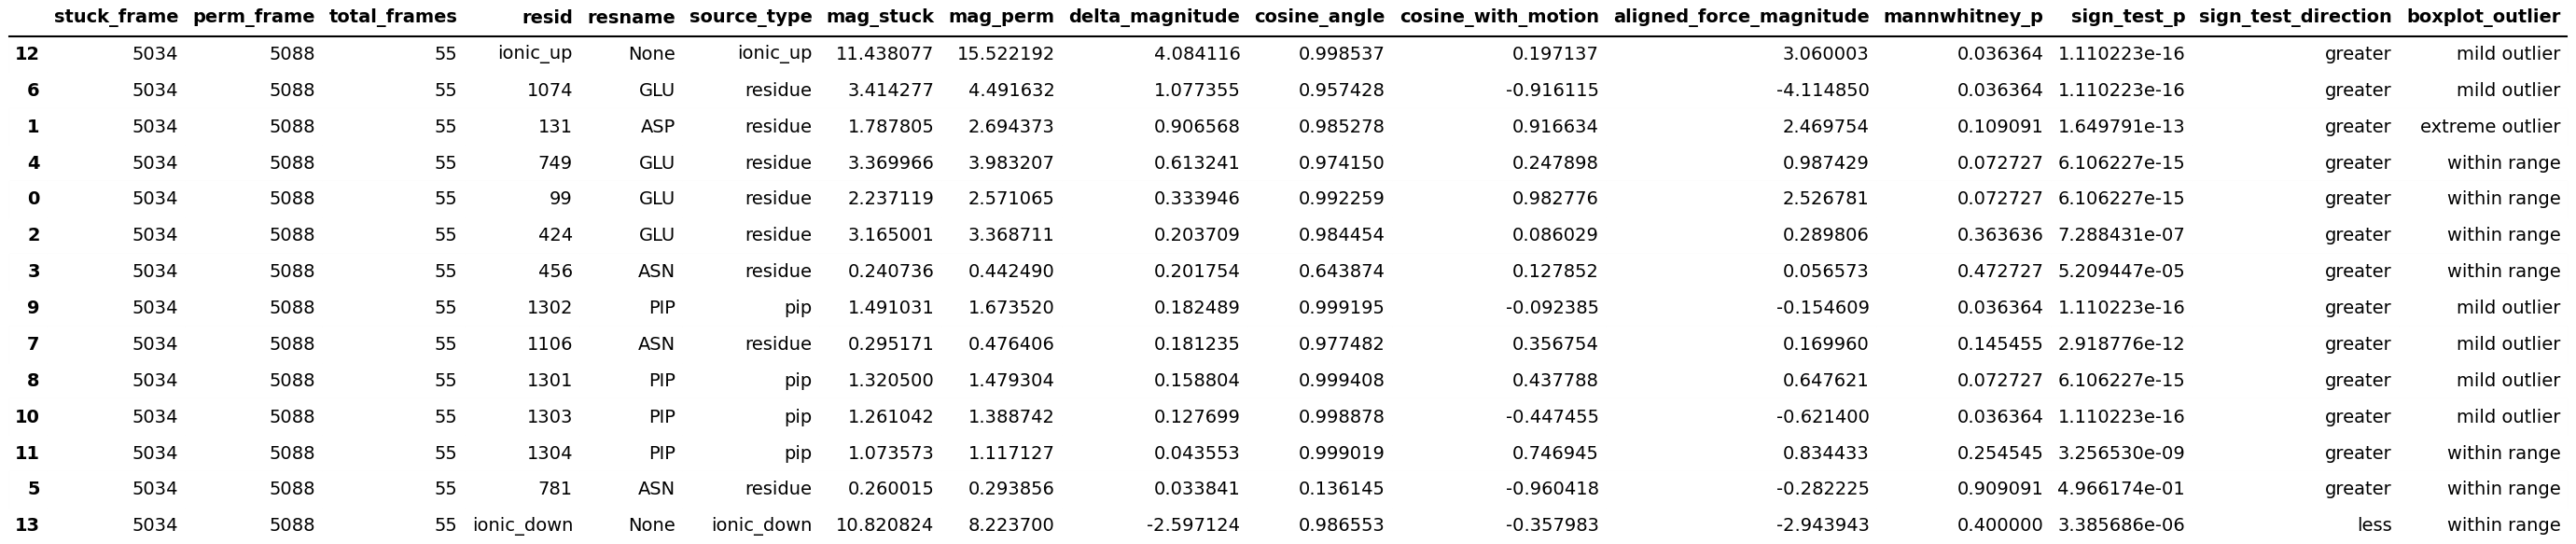 stuck_frame perm_frame total_frames resid resname source_type mag_stuck mag_perm delta_magnitude cosine_angle cosine_with_motion aligned_force_magnitude mannwhitney_p sign_test_p sign_test_direction boxplot_outlier
12 5034 5088 55 ionic_up None ionic_up 11.438077 15.522192 4.084116 0.998537 0.197137 3.060003 0.036364 1.110223e-16 greater mild outlier
6 5034 5088 55 1074 GLU residue 3.414277 4.491632 1.077355 0.957428 -0.916115 -4.114850 0.036364 1.110223e-16 greater mild outlier
1 5034 5088 55 131 ASP residue 1.787805 2.694373 0.906568 0.985278 0.916634 2.469754 0.109091 1.649791e-13 greater extreme outlier
4 5034 5088 55 749 GLU residue 3.369966 3.983207 0.613241 0.974150 0.247898 0.987429 0.072727 6.106227e-15 greater within range
0 5034 5088 55 99 GLU residue 2.237119 2.571065 0.333946 0.992259 0.982776 2.526781 0.072727 6.106227e-15 greater within range
2 5034 5088 55 424 GLU residue 3.165001 3.368711 0.203709 0.984454 0.086029 0.289806 0.363636 7.288431e-07 greater within range
3 5034 5088 55 456 ASN residue 0.240736 0.442490 0.201754 0.643874 0.127852 0.056573 0.472727 5.209447e-05 greater within range
9 5034 5088 55 1302 PIP pip 1.491031 1.673520 0.182489 0.999195 -0.092385 -0.154609 0.036364 1.110223e-16 greater mild outlier
7 5034 5088 55 1106 ASN residue 0.295171 0.476406 0.181235 0.977482 0.356754 0.169960 0.145455 2.918776e-12 greater mild outlier
8 5034 5088 55 1301 PIP pip 1.320500 1.479304 0.158804 0.999408 0.437788 0.647621 0.072727 6.106227e-15 greater mild outlier
10 5034 5088 55 1303 PIP pip 1.261042 1.388742 0.127699 0.998878 -0.447455 -0.621400 0.036364 1.110223e-16 greater mild outlier
11 5034 5088 55 1304 PIP pip 1.073573 1.117127 0.043553 0.999019 0.746945 0.834433 0.254545 3.256530e-09 greater within range
5 5034 5088 55 781 ASN residue 0.260015 0.293856 0.033841 0.136145 -0.960418 -0.282225 0.909091 4.966174e-01 greater within range
13 5034 5088 55 ionic_down None ionic_down 10.820824 8.223700 -2.597124 0.986553 -0.357983 -2.943943 0.400000 3.385686e-06 less within range